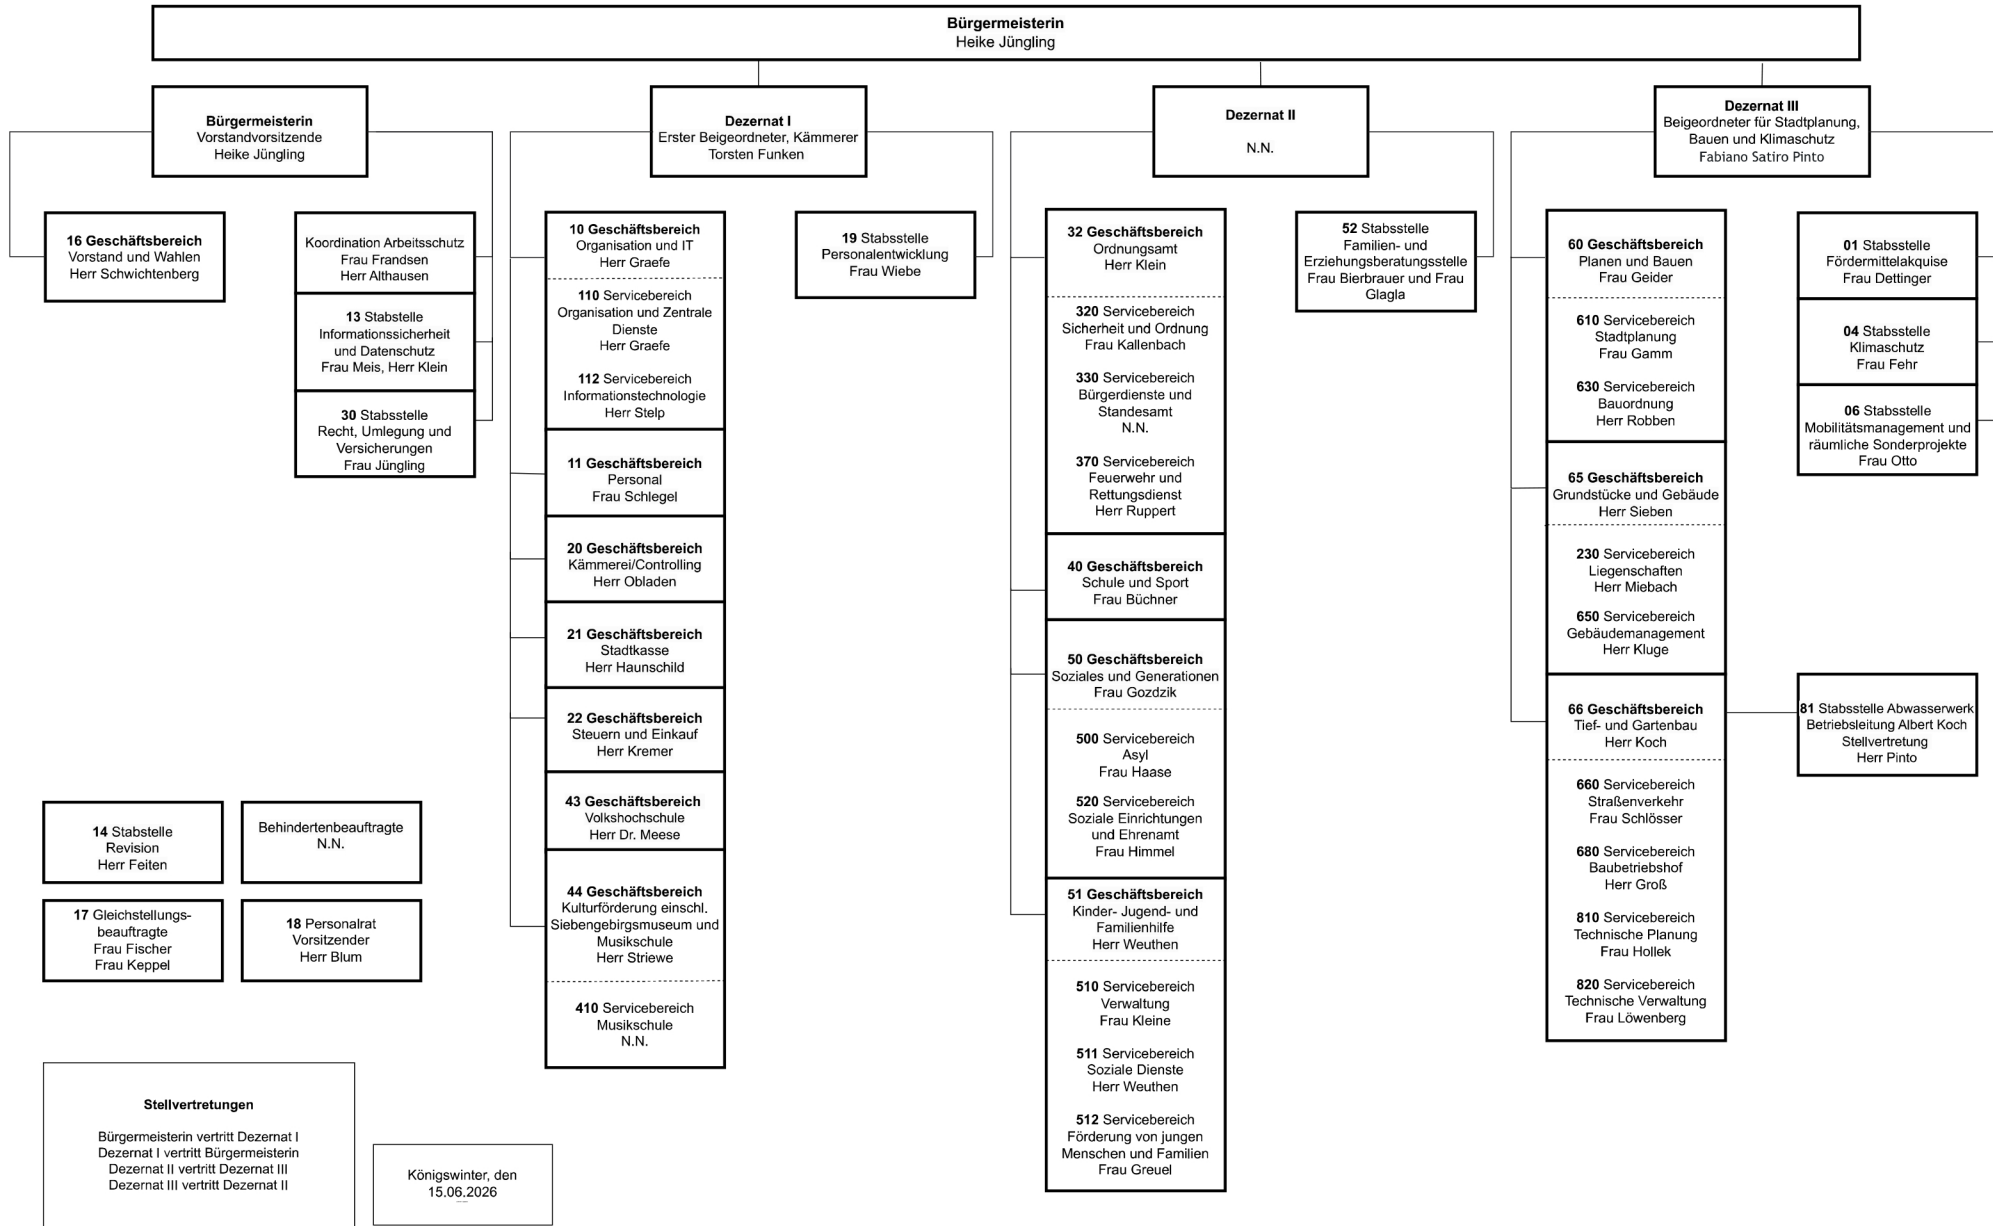 Bürgermeisterin
Heike Jüngling
Bürgermeisterin
Vorstandvorsitzende
Heike Jüngling
Dezernat I
Erster Beigeordneter, Kämmerer
Torsten Funken
Dezernat II
N.N.
Dezernat III
Beigeordneter für Stadtplanung,
Bauen und Klimaschutz
Fabiano Satiro Pinto
16 Geschäftsbereich
Vorstand und Wahlen
Herr Schwichtenberg
Koordination Arbeitsschutz
Frau Frandsen
Herr Althausen
13 Stabstelle
Informationssicherheit
und Datenschutz
Frau Meis, Herr Klein
30 Stabsstelle
Recht, Umlegung und
Versicherungen
Frau Jüngling
10 Geschäftsbereich
Organisation und IT
Herr Graefe
110 Servicebereich
Organisation und Zentrale
Dienste
Herr Graefe
112 Servicebereich
Informationstechnologie
Herr Stelp
11 Geschäftsbereich
Personal
Frau Schlegel
20 Geschäftsbereich
Kämmerei/Controlling
Herr Obladen
21 Geschäftsbereich
Stadtkasse
Herr Haunschild
22 Geschäftsbereich
Steuern und Einkauf
Herr Kremer
43 Geschäftsbereich
Volkshochschule
Herr Dr. Meese
44 Geschäftsbereich
Kulturförderung einschl.
Siebengebirgsmuseum und
Musikschule
Herr Striewe
410 Servicebereich
Musikschule
N.N.
19 Stabsstelle
Personalentwicklung
Frau Wiebe
32 Geschäftsbereich
Ordnungsamt
Herr Klein
320 Servicebereich
Sicherheit und Ordnung
Frau Kallenbach
330 Servicebereich
Bürgerdienste und
Standesamt
N.N.
370 Servicebereich
Feuerwehr und
Rettungsdienst
Herr Ruppert
40 Geschäftsbereich
Schule und Sport
Frau Büchner
50 Geschäftsbereich
Soziales und Generationen
Frau Gozdzik
500 Servicebereich
Asyl
Frau Haase
520 Servicebereich
Soziale Einrichtungen
und Ehrenamt
Frau Himmel
51 Geschäftsbereich
Kinder- Jugend- und
Familienhilfe
Herr Weuthen
510 Servicebereich
Verwaltung
Frau Kleine
511 Servicebereich
Soziale Dienste
Herr Weuthen
512 Servicebereich
Förderung von jungen
Menschen und Familien
Frau Greuel
52 Stabsstelle
Familien- und
Erziehungsberatungsstelle
Frau Bierbrauer und Frau
Glagla
60 Geschäftsbereich
Planen und Bauen
Frau Geider
610 Servicebereich
Stadtplanung
Frau Gamm
630 Servicebereich
Bauordnung
Herr Robben
65 Geschäftsbereich
Grundstücke und Gebäude
Herr Sieben
230 Servicebereich
Liegenschaften
Herr Miebach
650 Servicebereich
Gebäudemanagement
Herr Kluge
66 Geschäftsbereich
Tief- und Gartenbau
Herr Koch
660 Servicebereich
Straßenverkehr
Frau Schlösser
680 Servicebereich
Baubetriebshof
Herr Groß
810 Servicebereich
Technische Planung
Frau Hollek
820 Servicebereich
Technische Verwaltung
Frau Löwenberg
01 Stabsstelle
Fördermittelakquise
Frau Dettinger
04 Stabsstelle
Klimaschutz
Frau Fehr
06 Stabsstelle
Mobilitätsmanagement und
räumliche Sonderprojekte
Frau Otto
81 Stabsstelle Abwasserwerk
Betriebsleitung Albert Koch
Stellvertretung
Herr Pinto
14 Stabstelle
Revision
Herr Feiten
Behindertenbeauftragte
N.N.
17 Gleichstellungs-
beauftragte
Frau Fischer
Frau Keppel
18 Personalrat
Vorsitzender
Herr Blum
Stellvertretungen
Bürgermeisterin vertritt Dezernat I
Dezernat I vertritt Bürgermeisterin
Dezernat II vertritt Dezernat III
Dezernat III vertritt Dezernat II
Königswinter, den
15.06.2026